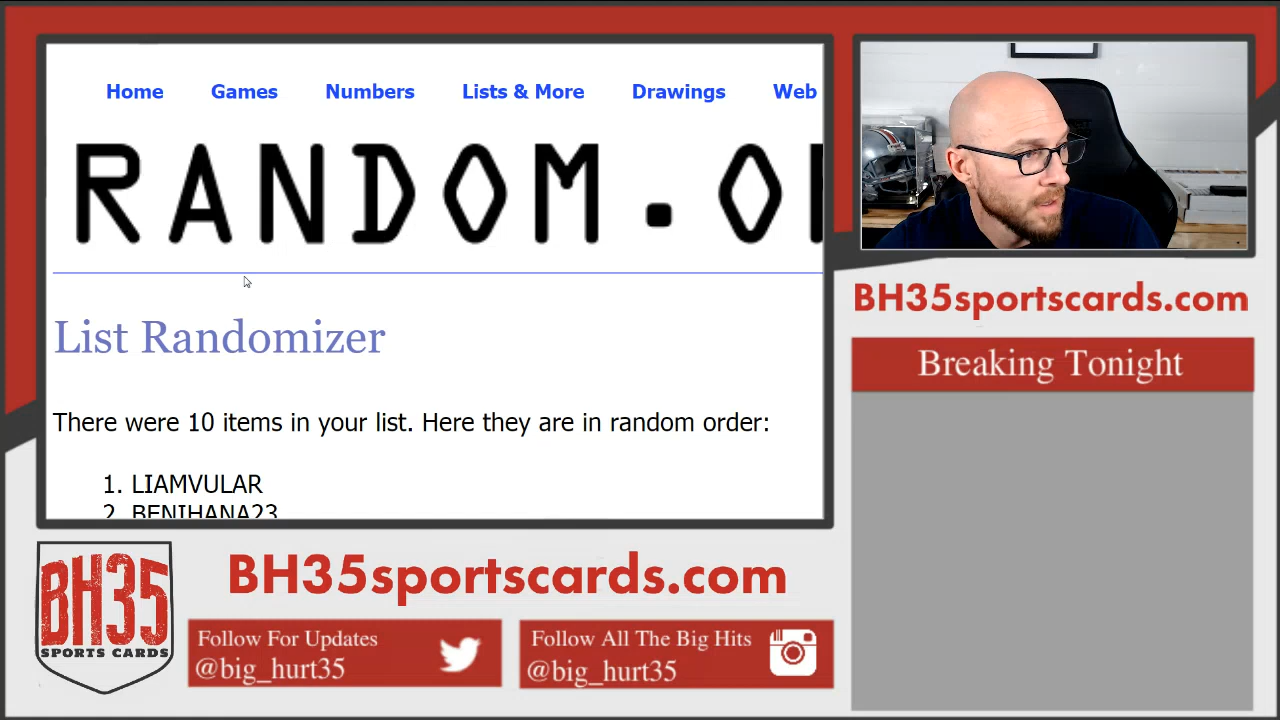 Home Games Numbers Lists & More Drawings Web
RANDOM.O
List Randomizer
There were 10 items in your list. Here they are in random order:
1. LIAMVULAR
2. BENIHANA23
BH35sportscards.com
Breaking Tonight
BH35
SPORTS CARDS
BH35sportscards.com
Follow For Updates
@big_hurt35
Follow All The Big Hits
@big_hurt35